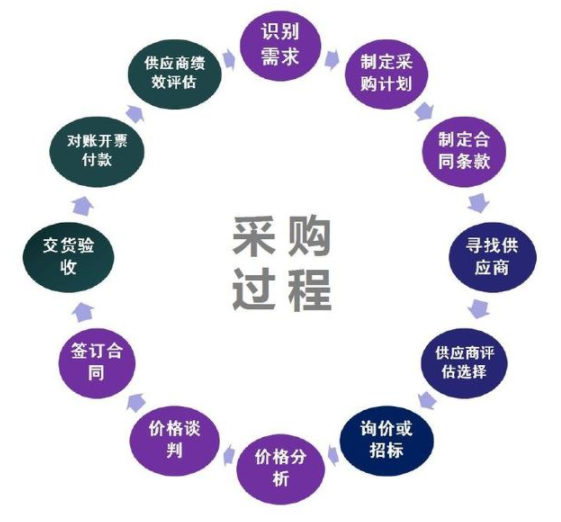 识别
需求
制定采
购计划
制定合
同条款
寻找供
应商
供应商评
估选择
询价或
招标
价格分
析
价格谈
判
签订合
同
交货验
收
对账开票
付款
供应商绩
效评估
采购
过程